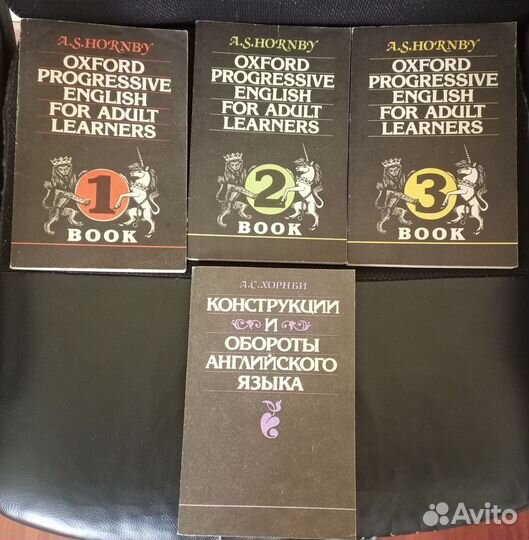 A.S.HORNBY
OXFORD
PROGRESSIVE
ENGLISH
FOR ADULT
LEARNERS
1
BOOK
A.S.HORNBY
OXFORD
PROGRESSIVE
ENGLISH
FOR ADULT
LEARNERS
2
BOOK
A.S.HORNBY
OXFORD
PROGRESSIVE
ENGLISH
FOR ADULT
LEARNERS
3
BOOK
А.С.ХОРНБИ
КОНСТРУКЦИИ
И
ОБОРОТЫ
АНГЛИЙСКОГО
ЯЗЫКА
Avito